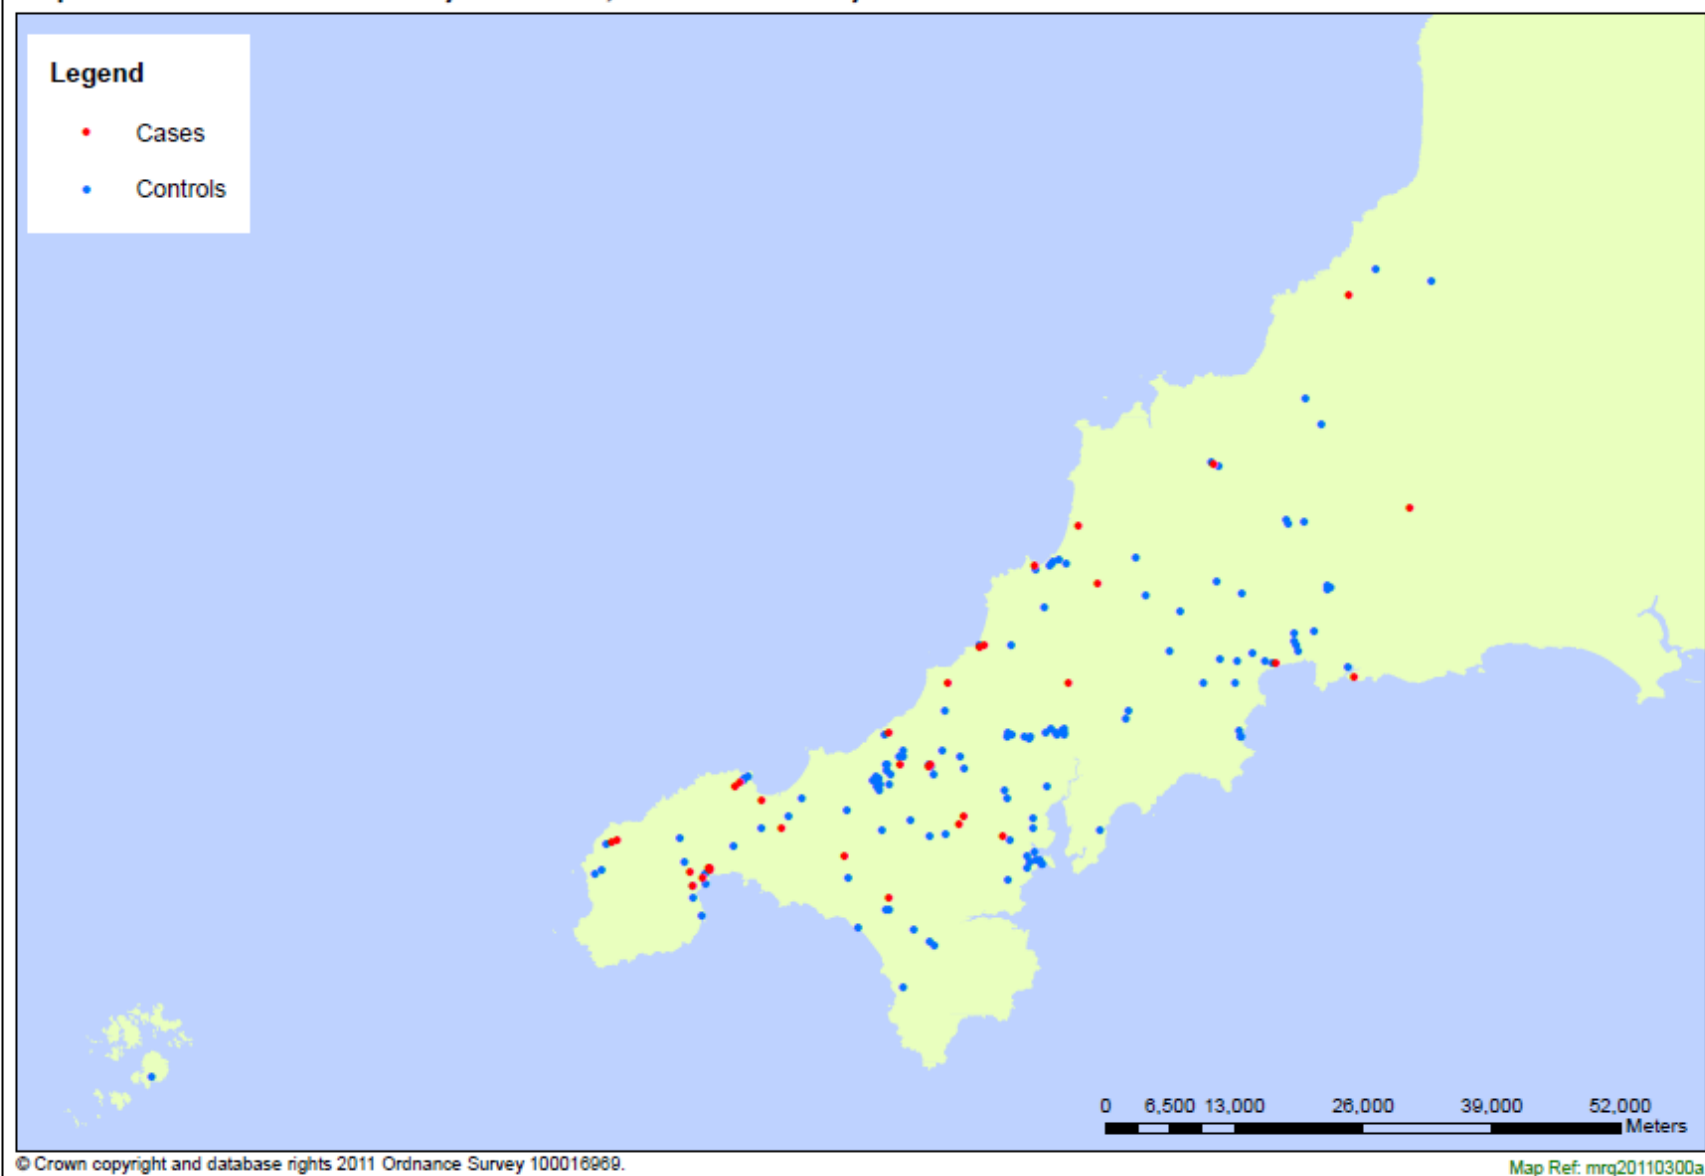 Legend
Cases
Controls
0 6,500 13,000 26,000 39,000 52,000
Meters
© Crown copyright and database rights 2011 Ordnance Survey 100016969.
Map Ref: mrq20110300a